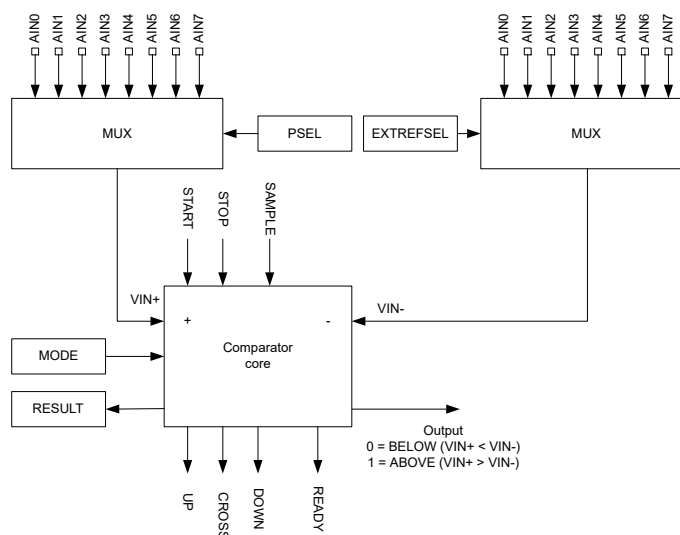 AIN0
AIN1
AIN2
AIN3
AIN4
AIN5
AIN6
AIN7
AIN0
AIN1
AIN2
AIN3
AIN4
AIN5
AIN6
AIN7
MUX
PSEL
EXTREFSEL
MUX
START
STOP
SAMPLE
VIN+
VIN-
+
-
Comparator
core
MODE
RESULT
Output
0 = BELOW (VIN+ < VIN-)
1 = ABOVE (VIN+ > VIN-)
UP
CROSS
DOWN
READY